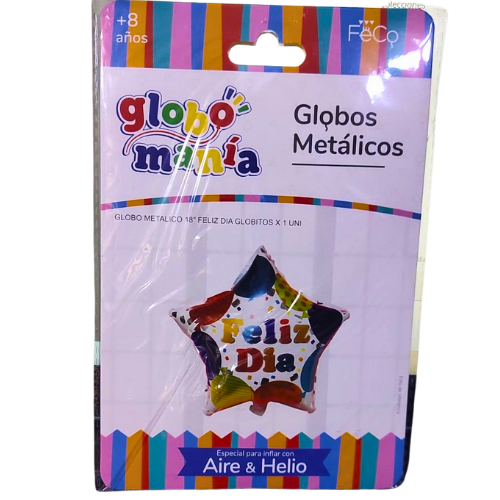 +8
años
FeCo
globo
manía
Globos
Metálicos
GLOBO METALICO 18" FELIZ DIA GLOBITOS X 1 UNI
Feliz
Día
Especial para inflar con
Aire & Helio